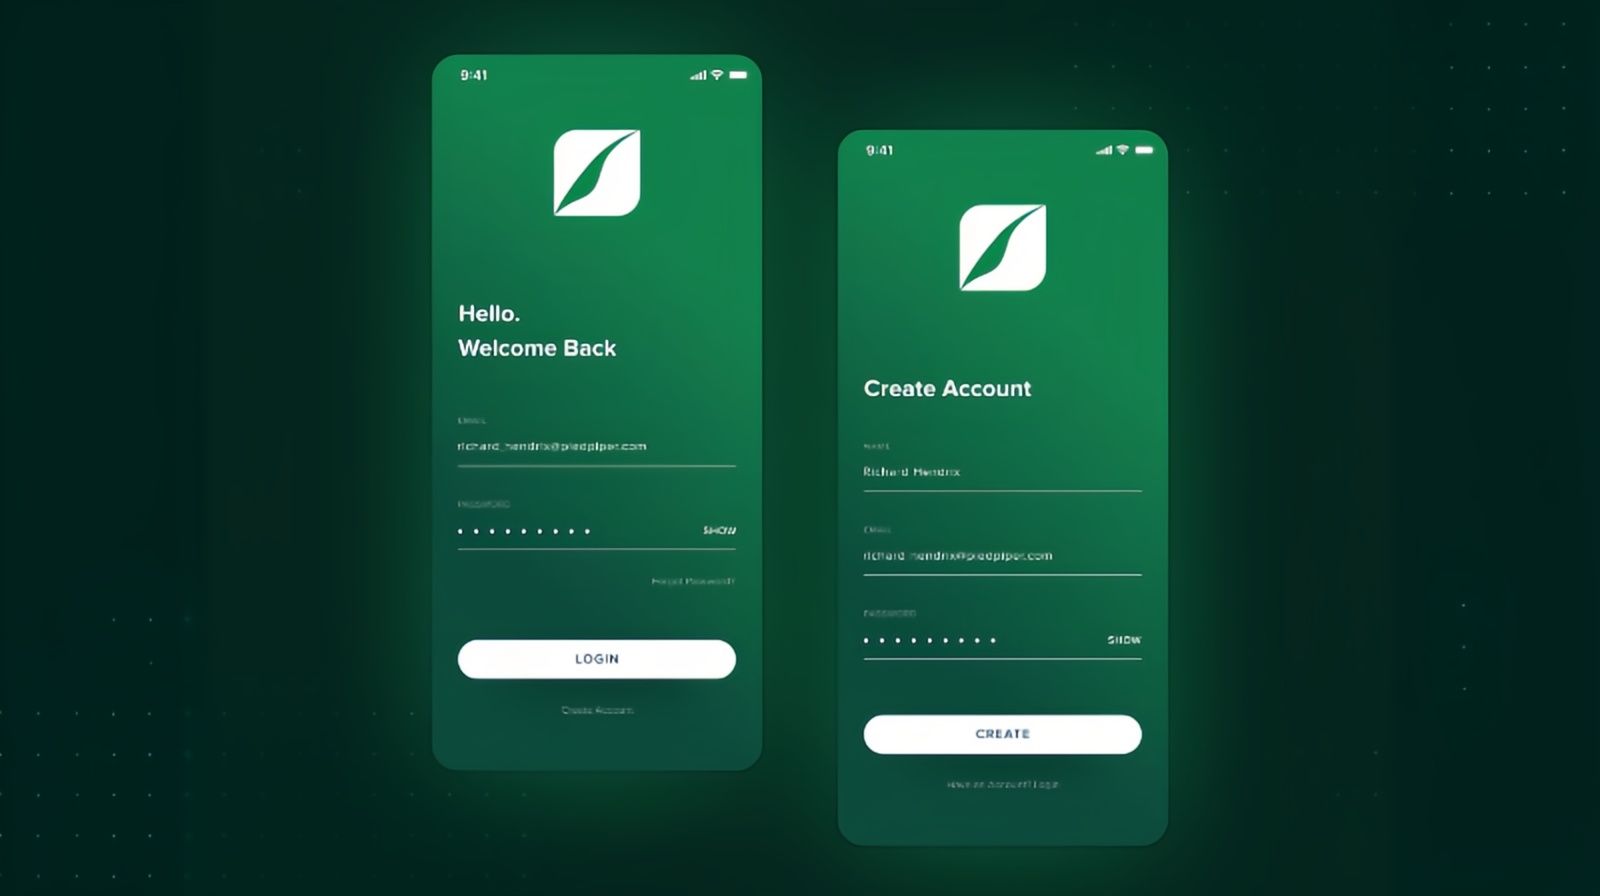 9:41
Hello.
Welcome Back
EMAIL
richard_hendrix@piedpiper.com
PASSWORD
SHOW
Forgot Password?
LOGIN
Create Account
9:41
Create Account
NAME
Richard Hendrix
EMAIL
richard_hendrix@piedpiper.com
PASSWORD
SHOW
CREATE
Have an Account? Login